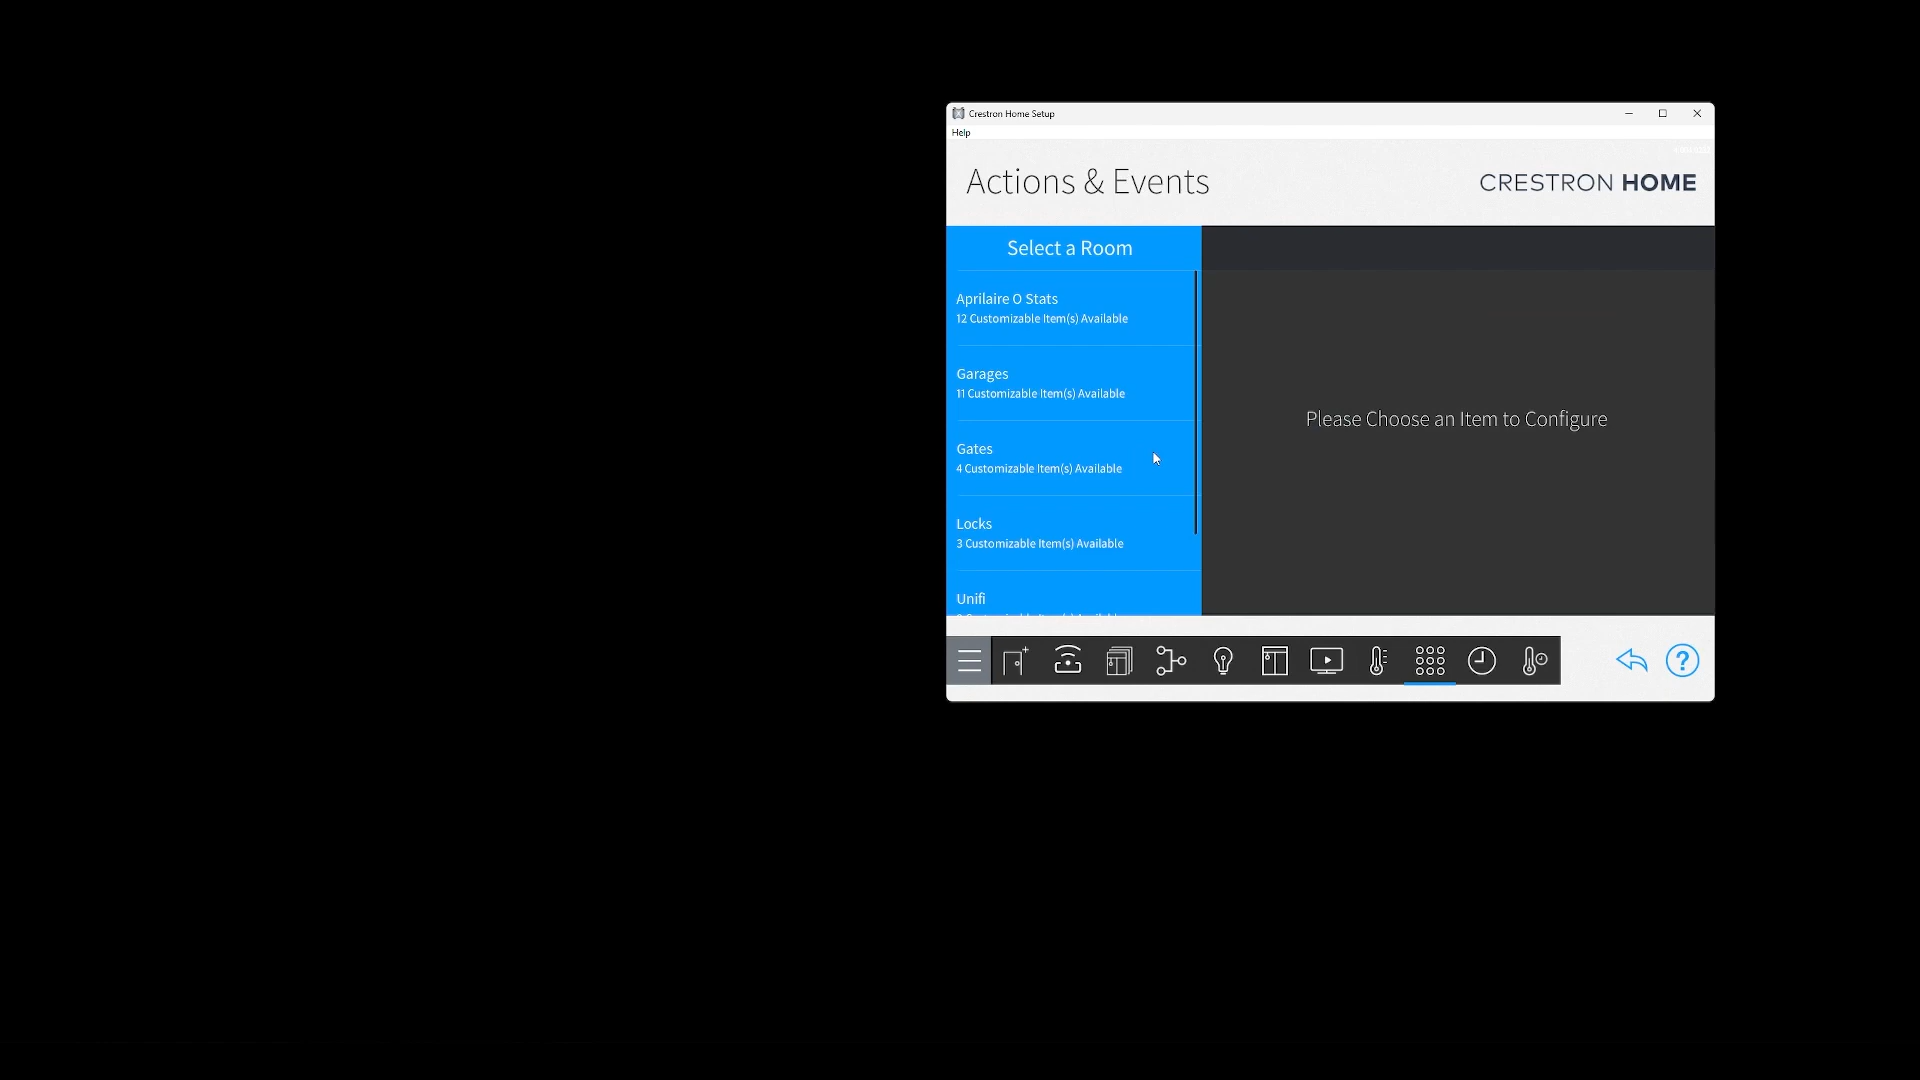 Crestron Home Setup
Help
Actions & Events
CRESTRON HOME
Select a Room
Aprilaire O Stats
12 Customizable Item(s) Available
Garages
11 Customizable Item(s) Available
Gates
4 Customizable Item(s) Available
Locks
3 Customizable Item(s) Available
Unifi
Please Choose an Item to Configure